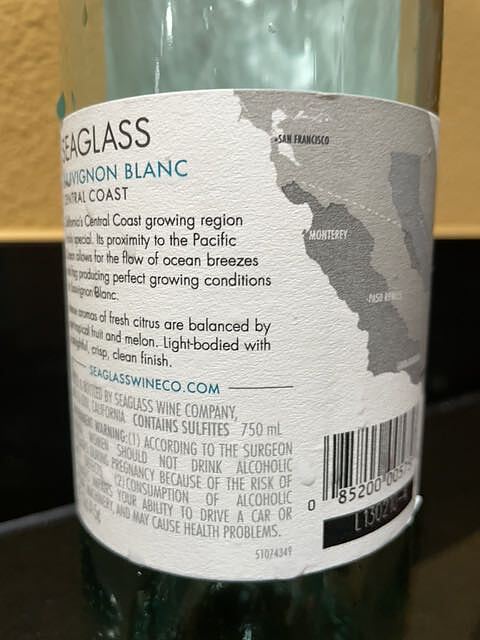 SEAGLASS
SAUVIGNON BLANC
CENTRAL COAST
California's Central Coast growing region
special. Its proximity to the Pacific
allows for the flow of ocean breezes
producing perfect growing conditions
Sauvignon Blanc.
aromas of fresh citrus are balanced by
tropical fruit and melon. Light-bodied with
crisp, clean finish.
SEAGLASSWINECO.COM
BOTTLED BY SEAGLASS WINE COMPANY,
CALIFORNIA CONTAINS SULFITES 750 mL
WARNING: (1) ACCORDING TO THE SURGEON
WOMEN SHOULD NOT DRINK ALCOHOLIC
PREGNANCY BECAUSE OF THE RISK OF
(2) CONSUMPTION OF ALCOHOLIC
YOUR ABILITY TO DRIVE A CAR OR
AND MAY CAUSE HEALTH PROBLEMS.
51074349
SAN FRANCISCO
MONTEREY
PASO ROBLES
0 85200